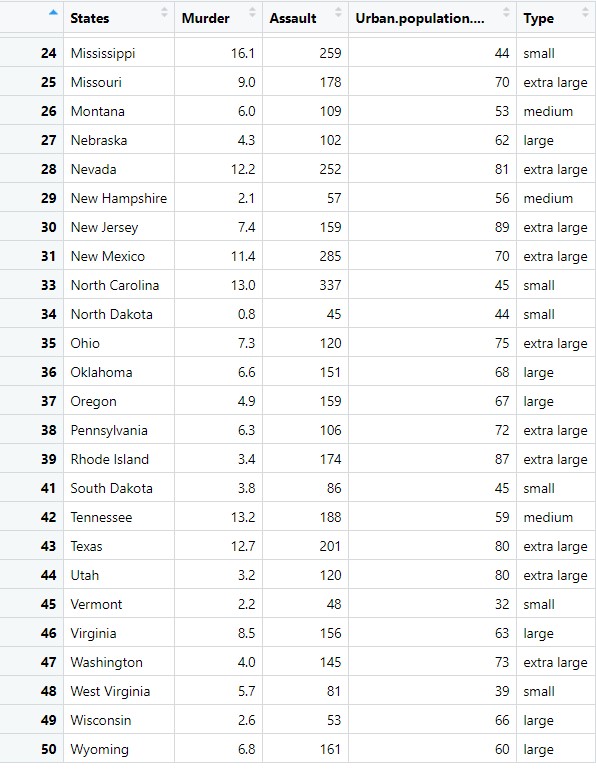 States Murder Assault Urban.population.... Type
24 Mississippi 16.1 259 44 small
25 Missouri 9.0 178 70 extra large
26 Montana 6.0 109 53 medium
27 Nebraska 4.3 102 62 large
28 Nevada 12.2 252 81 extra large
29 New Hampshire 2.1 57 56 medium
30 New Jersey 7.4 159 89 extra large
31 New Mexico 11.4 285 70 extra large
33 North Carolina 13.0 337 45 small
34 North Dakota 0.8 45 44 small
35 Ohio 7.3 120 75 extra large
36 Oklahoma 6.6 151 68 large
37 Oregon 4.9 159 67 large
38 Pennsylvania 6.3 106 72 extra large
39 Rhode Island 3.4 174 87 extra large
41 South Dakota 3.8 86 45 small
42 Tennessee 13.2 188 59 medium
43 Texas 12.7 201 80 extra large
44 Utah 3.2 120 80 extra large
45 Vermont 2.2 48 32 small
46 Virginia 8.5 156 63 large
47 Washington 4.0 145 73 extra large
48 West Virginia 5.7 81 39 small
49 Wisconsin 2.6 53 66 large
50 Wyoming 6.8 161 60 large